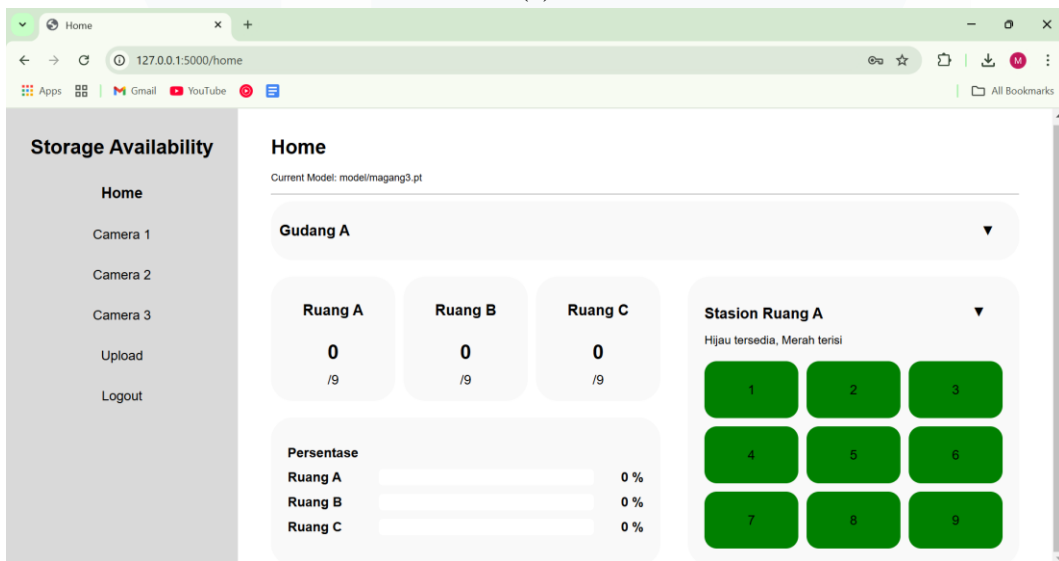 Home
127.0.0.1:5000/home
M
Apps
Gmail
YouTube
All Bookmarks
Storage Availability
Home
Camera 1
Camera 2
Camera 3
Upload
Logout
Home
Current Model: model/magang3.pt
Gudang A
Ruang A
0
/9
Ruang B
0
/9
Ruang C
0
/9
Persentase
Ruang A 0 %
Ruang B 0 %
Ruang C 0 %
Stasion Ruang A
Hijau tersedia, Merah terisi
1 2 3
4 5 6
7 8 9